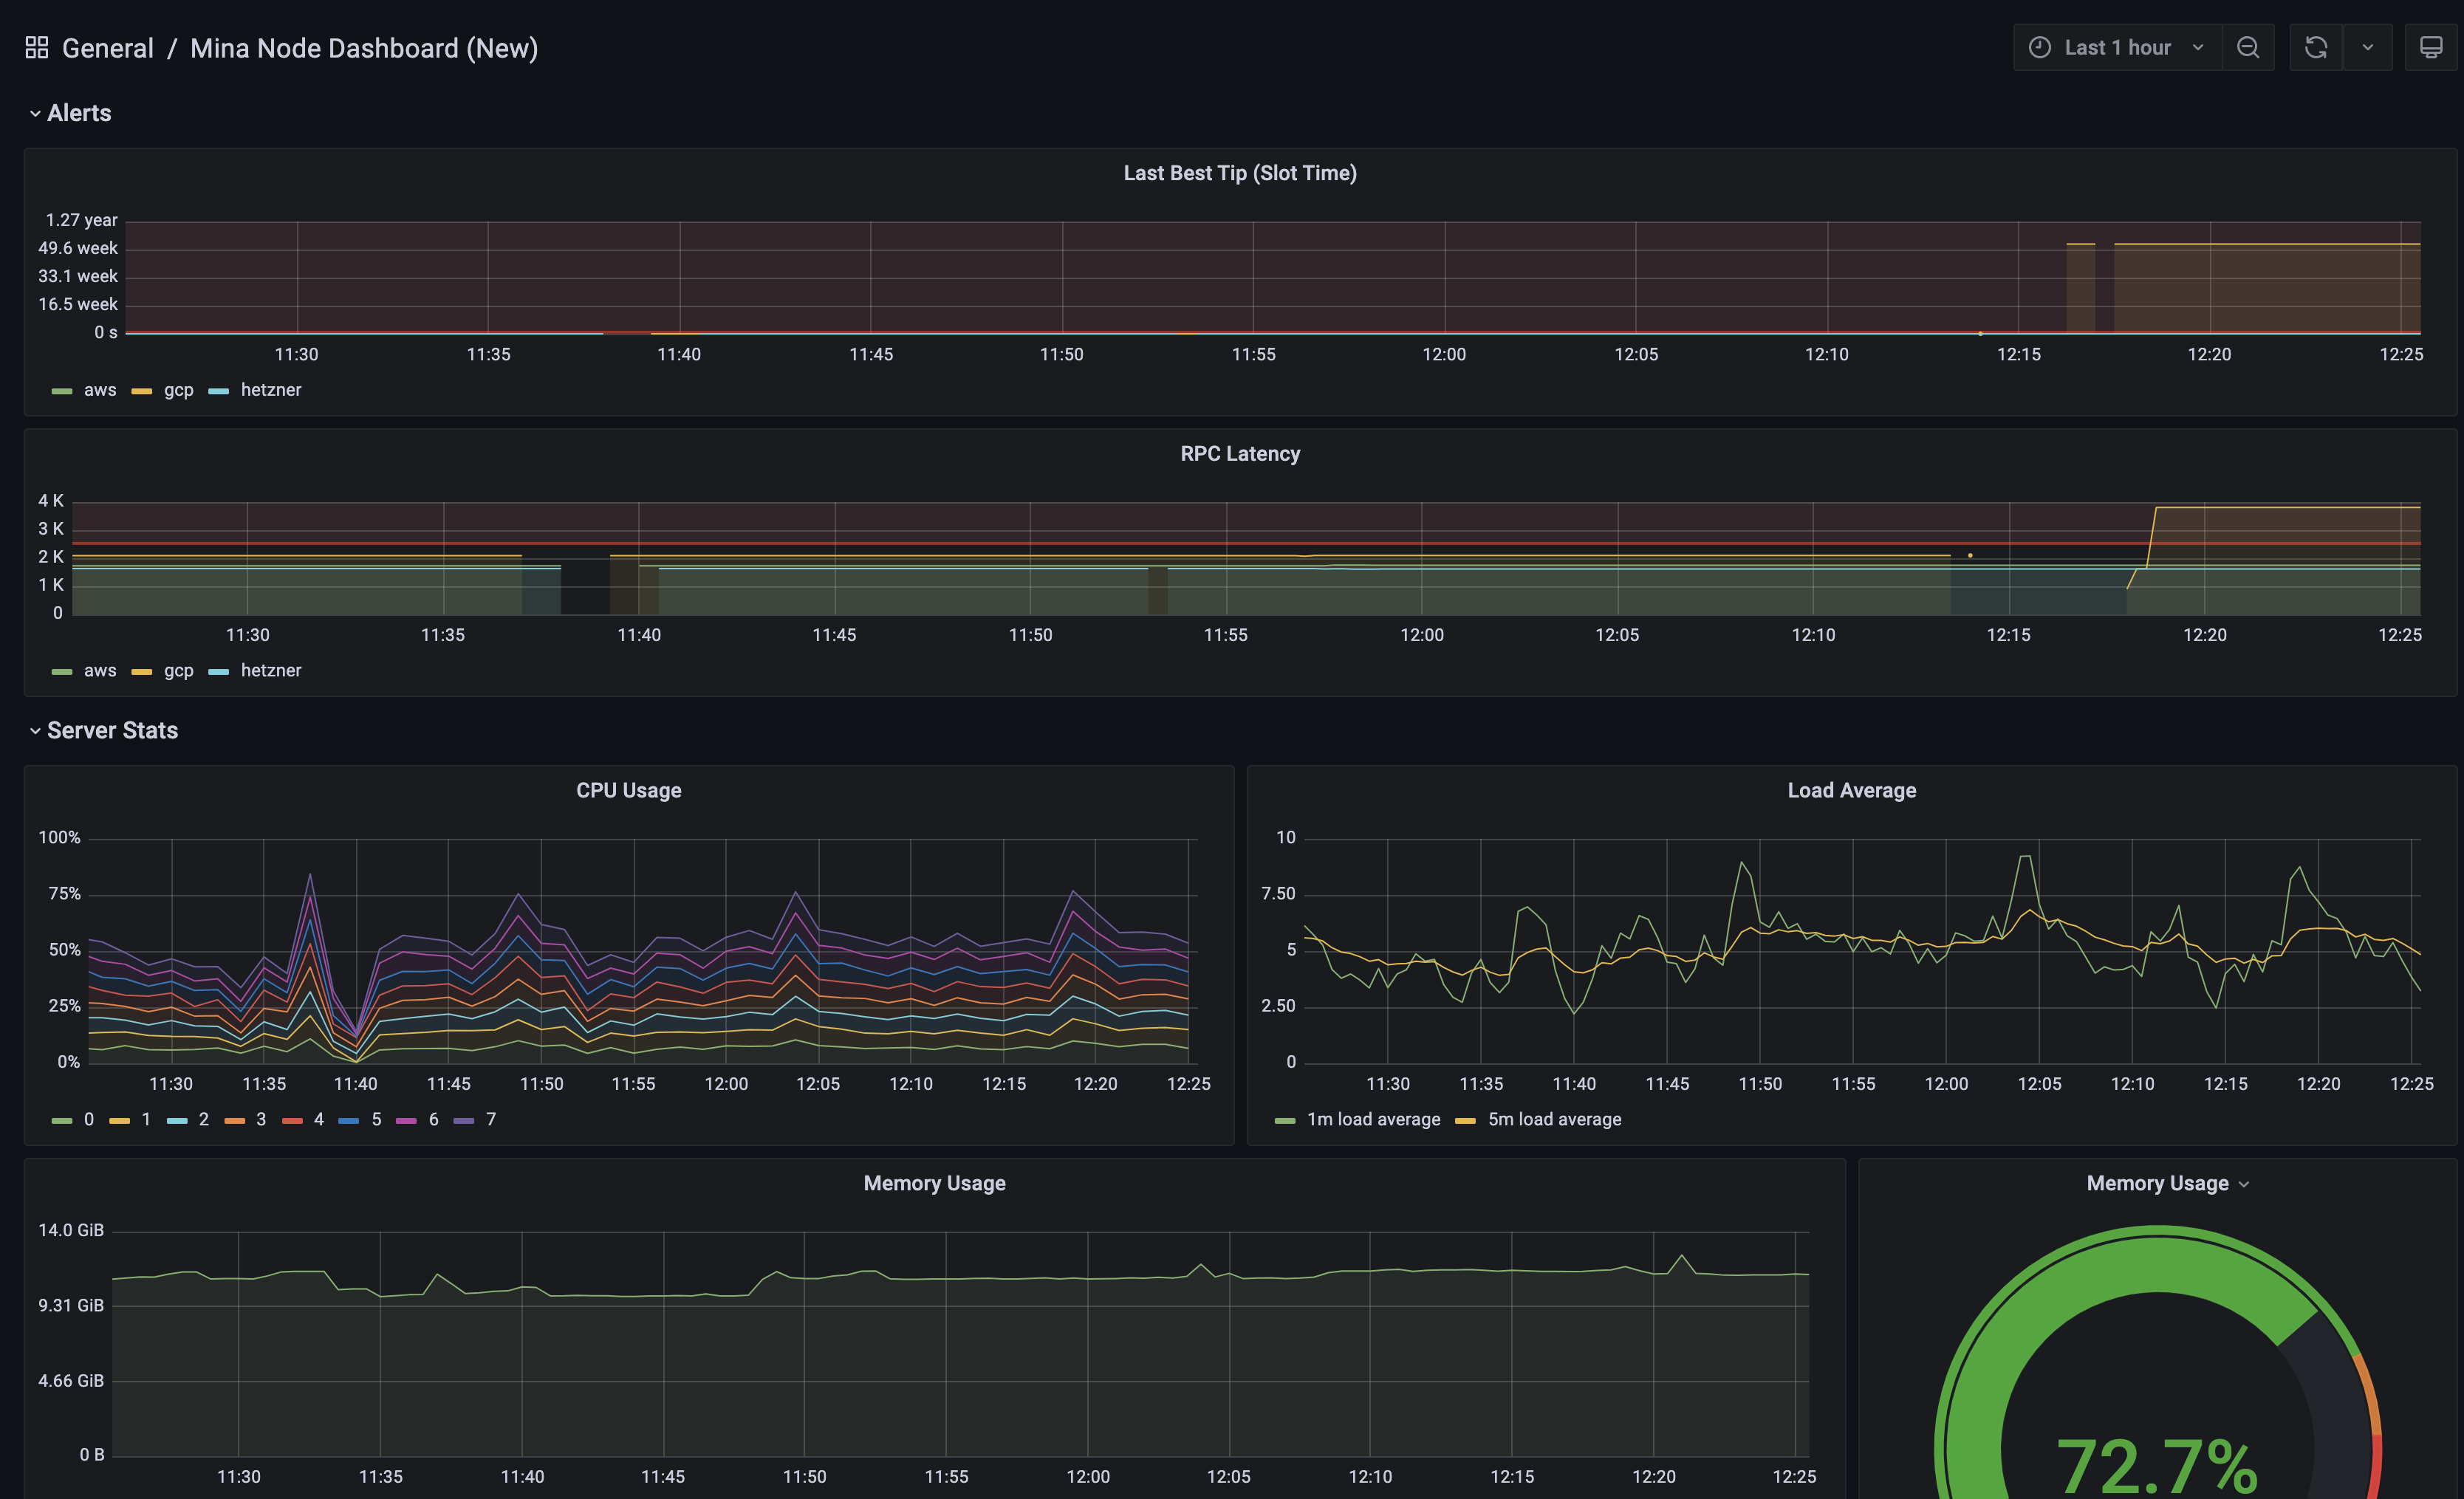 General / Mina Node Dashboard (New)
Last 1 hour
Alerts
Last Best Tip (Slot Time)
1.27 year
49.6 week
33.1 week
16.5 week
0 s
11:30 11:35 11:40 11:45 11:50 11:55 12:00 12:05 12:10 12:15 12:20 12:25
aws gcp hetzner
RPC Latency
4 K
3 K
2 K
1 K
0
11:30 11:35 11:40 11:45 11:50 11:55 12:00 12:05 12:10 12:15 12:20 12:25
aws gcp hetzner
Server Stats
CPU Usage
100%
75%
50%
25%
0%
11:30 11:35 11:40 11:45 11:50 11:55 12:00 12:05 12:10 12:15 12:20 12:25
0 1 2 3 4 5 6 7
Load Average
10
7.50
5
2.50
0
11:30 11:35 11:40 11:45 11:50 11:55 12:00 12:05 12:10 12:15 12:20 12:25
1m load average 5m load average
Memory Usage
14.0 GiB
9.31 GiB
4.66 GiB
0 B
11:30 11:35 11:40 11:45 11:50 11:55 12:00 12:05 12:10 12:15 12:20 12:25
Memory Usage
72.7%